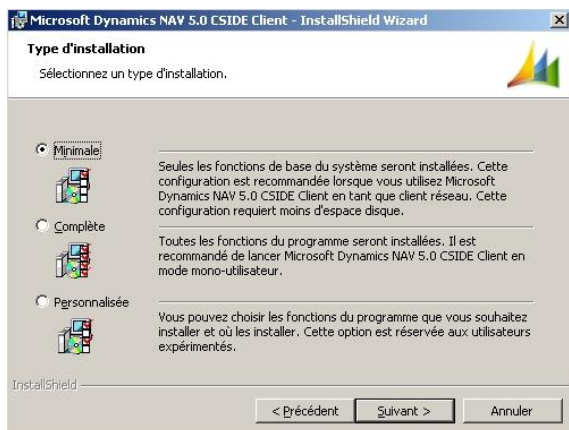 Microsoft Dynamics NAV 5.0 CSIDE Client - InstallShield Wizard
Type d'installation
Sélectionnez un type d'installation.
Minimale
Seules les fonctions de base du système seront installées. Cette
configuration est recommandée lorsque vous utilisez Microsoft
Dynamics NAV 5.0 CSIDE Client en tant que client réseau. Cette
configuration requiert moins d'espace disque.
Complète
Toutes les fonctions du programme seront installées. Il est
recommandé de lancer Microsoft Dynamics NAV 5.0 CSIDE Client en
mode mono-utilisateur.
Personnalisée
Vous pouvez choisir les fonctions du programme que vous souhaitez
installer et où les installer. Cette option est réservée aux utilisateurs
expérimentés.
InstallShield
< Précédent Suivant > Annuler